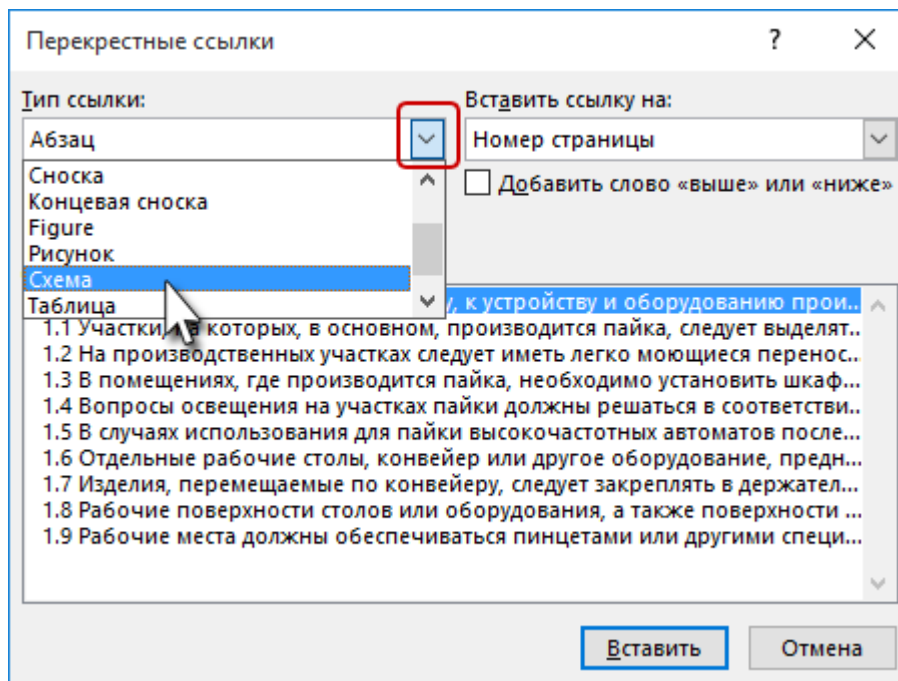 Перекрестные ссылки
Тип ссылки:
Вставить ссылку на:
Абзац
Номер страницы
Сноска
Концевая сноска
Figure
Рисунок
Схема
Таблица
Добавить слово «выше» или «ниже»
, к устройству и оборудованию прои...
1.1 Участки, на которых, в основном, производится пайка, следует выделят...
1.2 На производственных участках следует иметь легко моющиеся перенос...
1.3 В помещениях, где производится пайка, необходимо установить шкаф...
1.4 Вопросы освещения на участках пайки должны решаться в соответстви...
1.5 В случаях использования для пайки высокочастотных автоматов после...
1.6 Отдельные рабочие столы, конвейер или другое оборудование, предн...
1.7 Изделия, перемещаемые по конвейеру, следует закреплять в держател...
1.8 Рабочие поверхности столов или оборудования, а также поверхности ...
1.9 Рабочие места должны обеспечиваться пинцетами или другими специ...
Вставить
Отмена